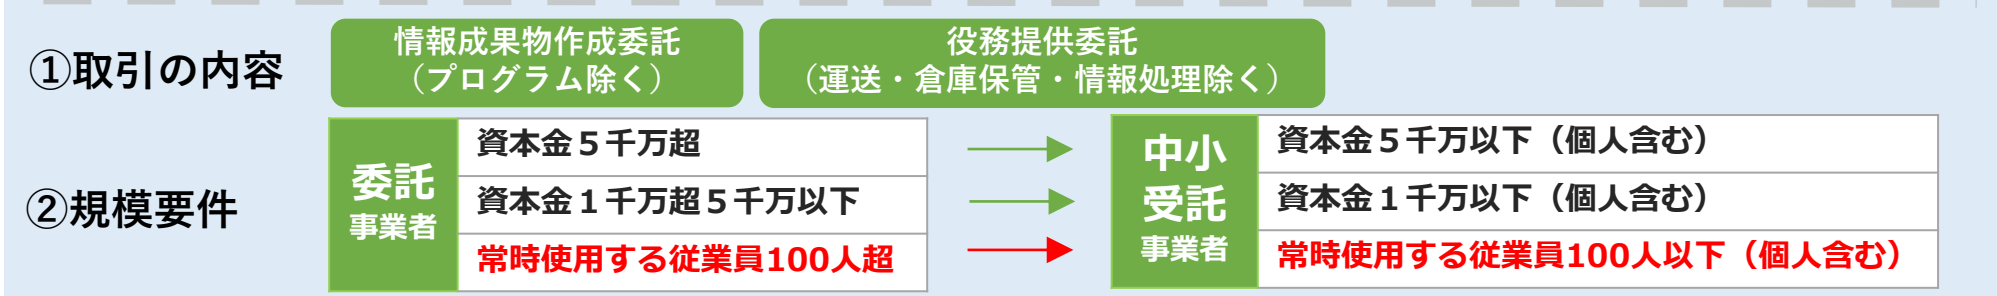 ①取引の内容
情報成果物作成委託
（プログラム除く）
役務提供委託
（運送・倉庫保管・情報処理除く）
②規模要件
委託
事業者
資本金５千万超
資本金１千万超５千万以下
常時使用する従業員100人超
中小
受託
事業者
資本金５千万以下（個人含む）
資本金１千万以下（個人含む）
常時使用する従業員100人以下（個人含む）